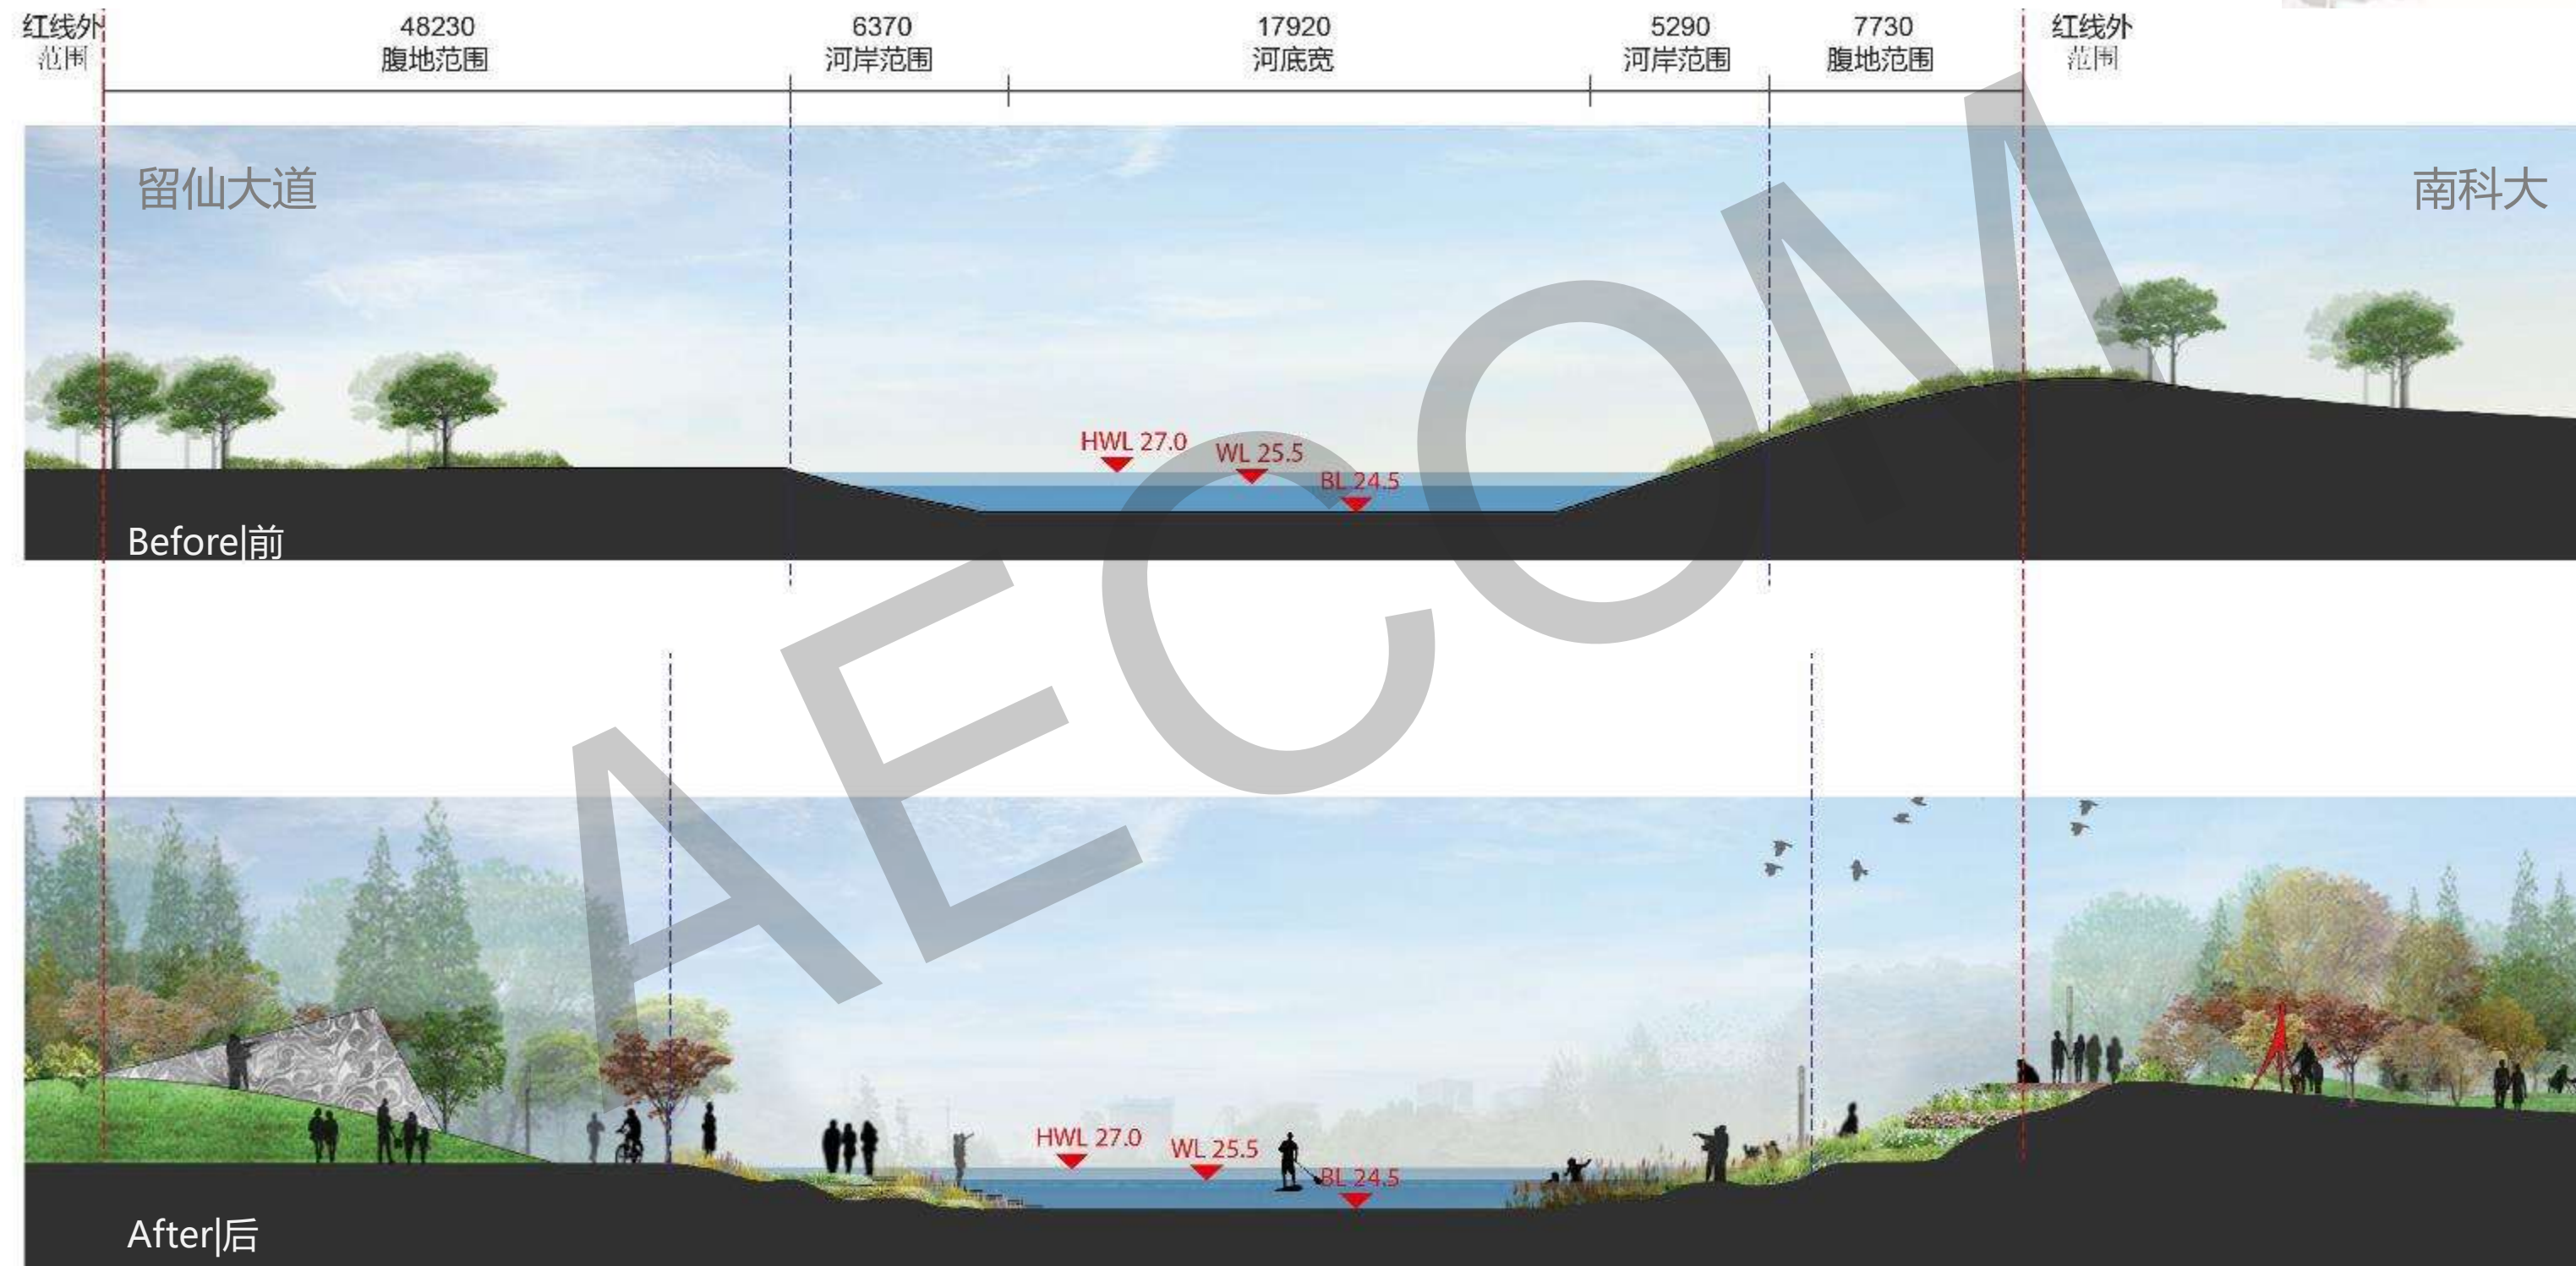 红线外
范围
48230
腹地范围
6370
河岸范围
17920
河底宽
5290
河岸范围
7730
腹地范围
红线外
范围
留仙大道
南科大
HWL 27.0
WL 25.5
BL 24.5
Before|前
AECOM
HWL 27.0
WL 25.5
BL 24.5
After|后